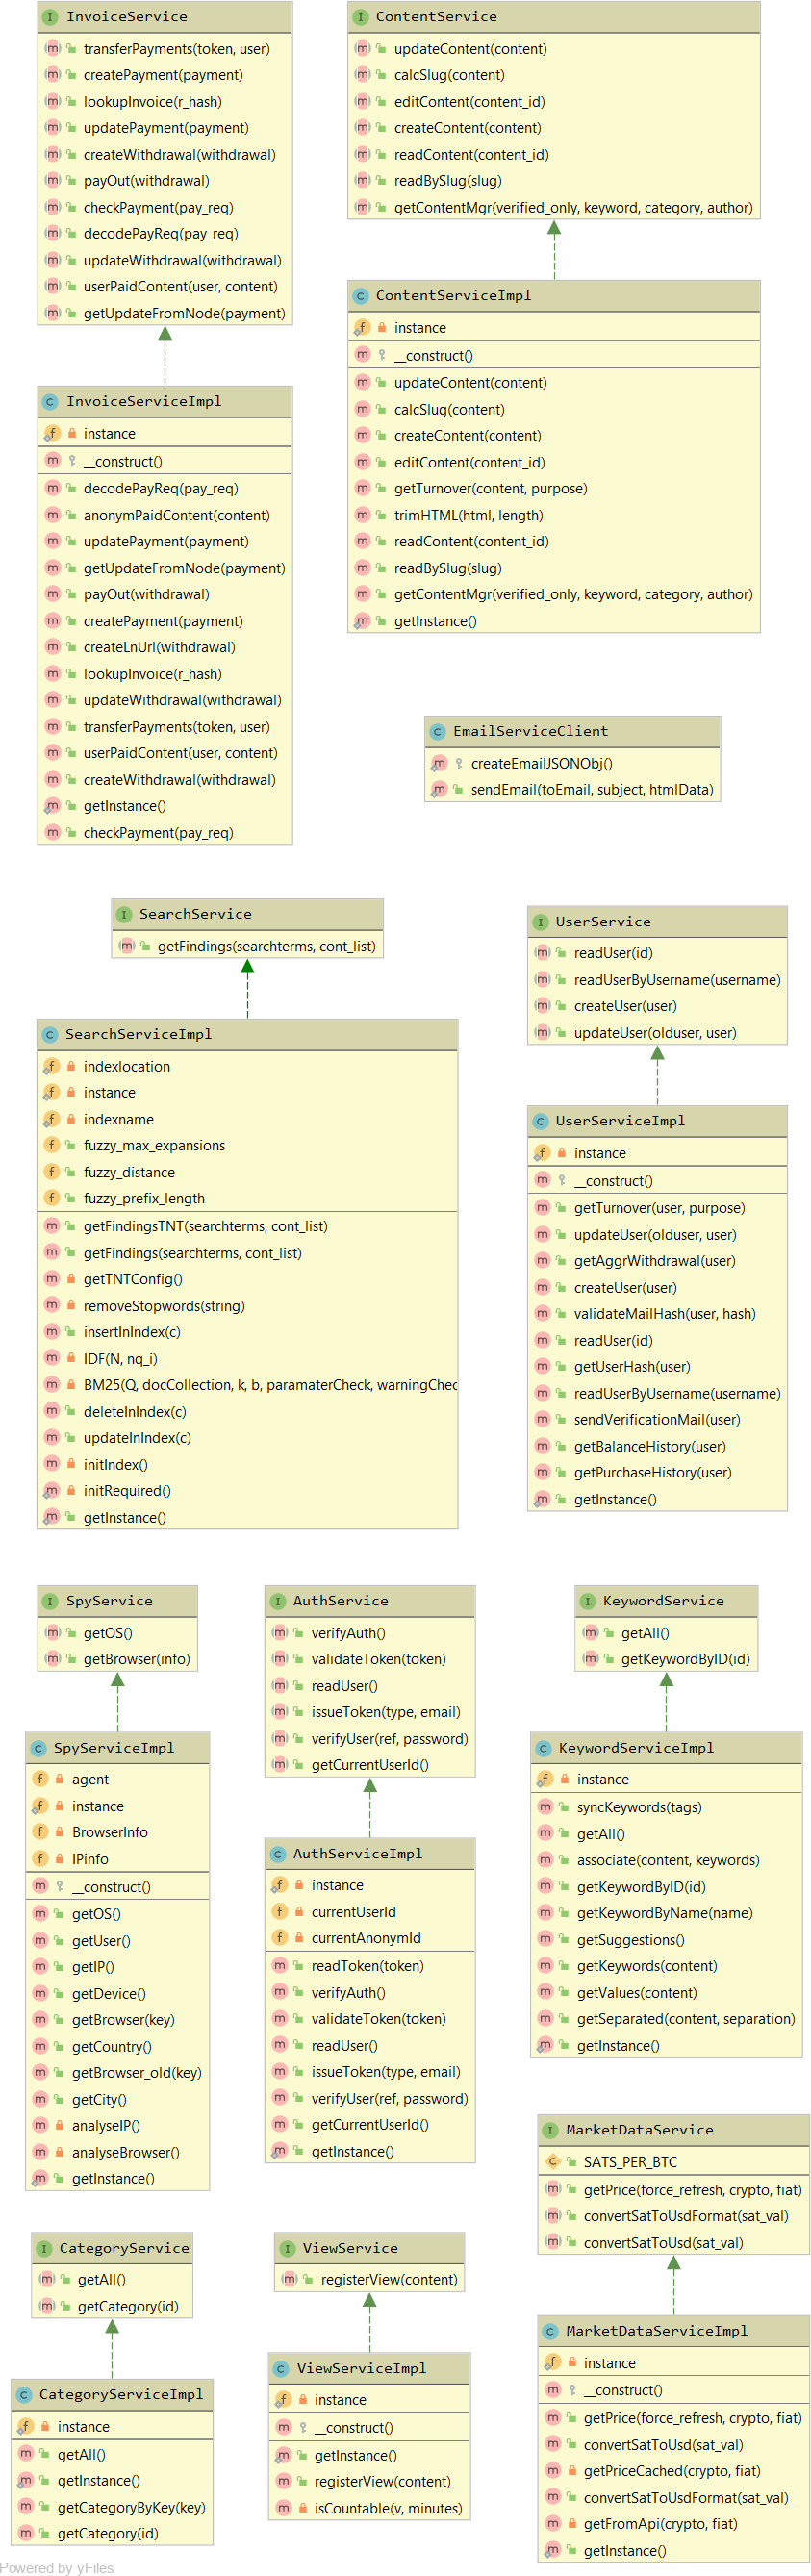 InvoiceService
transferPayments(token, user)
createPayment(payment)
lookupInvoice(r_hash)
updatePayment(payment)
createWithdrawal(withdrawal)
payOut(withdrawal)
checkPayment(pay_req)
decodePayReq(pay_req)
updateWithdrawal(withdrawal)
userPaidContent(user, content)
getUpdateFromNode(payment)
InvoiceServiceImpl
instance
__construct()
decodePayReq(pay_req)
anonymPaidContent(content)
updatePayment(payment)
getUpdateFromNode(payment)
payOut(withdrawal)
createPayment(payment)
createLnUrl(withdrawal)
lookupInvoice(r_hash)
updateWithdrawal(withdrawal)
transferPayments(token, user)
userPaidContent(user, content)
createWithdrawal(withdrawal)
getInstance()
checkPayment(pay_req)
ContentService
updateContent(content)
calcSlug(content)
editContent(content_id)
createContent(content)
readContent(content_id)
readBySlug(slug)
getContentMgr(verified_only, keyword, category, author)
ContentServiceImpl
instance
__construct()
updateContent(content)
calcSlug(content)
createContent(content)
editContent(content_id)
getTurnover(content, purpose)
trimHTML(html, length)
readContent(content_id)
readBySlug(slug)
getContentMgr(verified_only, keyword, category, author)
getInstance()
EmailServiceClient
createEmailJSONObj()
sendEmail(toEmail, subject, htmlData)
SearchService
getFindings(searchterms, cont_list)
SearchServiceImpl
indexlocation
instance
indexname
fuzzy_max_expansions
fuzzy_distance
fuzzy_prefix_length
getFindingsTNT(searchterms, cont_list)
getFindings(searchterms, cont_list)
getTNTConfig()
removeStopwords(string)
insertInIndex(c)
IDF(N, nq_i)
BM25(Q, docCollection, k, b, paramaterCheck, warningChec
deleteInIndex(c)
updateInIndex(c)
initIndex()
initRequired()
getInstance()
UserService
readUser(id)
readUserByUsername(username)
createUser(user)
updateUser(olduser, user)
UserServiceImpl
instance
__construct()
getTurnover(user, purpose)
updateUser(olduser, user)
getAggrWithdrawal(user)
createUser(user)
validateMailHash(user, hash)
readUser(id)
getUserHash(user)
readUserByUsername(username)
sendVerificationMail(user)
getBalanceHistory(user)
getPurchaseHistory(user)
getInstance()
SpyService
getOS()
getBrowser(info)
SpyServiceImpl
agent
instance
BrowserInfo
IPinfo
__construct()
getOS()
getUser()
getIP()
getDevice()
getBrowser(key)
getCountry()
getBrowser_old(key)
getCity()
analyseIP()
analyseBrowser()
getInstance()
AuthService
verifyAuth()
validateToken(token)
readUser()
issueToken(type, email)
verifyUser(ref, password)
getCurrentUserId()
AuthServiceImpl
instance
currentUserId
currentAnonymId
readToken(token)
verifyAuth()
validateToken(token)
readUser()
issueToken(type, email)
verifyUser(ref, password)
getCurrentUserId()
getInstance()
KeywordService
getAll()
getKeywordByID(id)
KeywordServiceImpl
instance
syncKeywords(tags)
getAll()
associate(content, keywords)
getKeywordByID(id)
getKeywordByName(name)
getSuggestions()
getKeywords(content)
getValues(content)
getSeparated(content, separation)
getInstance()
MarketDataService
SATS_PER_BTC
getPrice(force_refresh, crypto, fiat)
convertSatToUsdFormat(sat_val)
convertSatToUsd(sat_val)
MarketDataServiceImpl
instance
__construct()
getPrice(force_refresh, crypto, fiat)
convertSatToUsd(sat_val)
getPriceCached(crypto, fiat)
convertSatToUsdFormat(sat_val)
getFromApi(crypto, fiat)
getInstance()
CategoryService
getAll()
getCategory(id)
CategoryServiceImpl
instance
getAll()
getInstance()
getCategoryByKey(key)
getCategory(id)
ViewService
registerView(content)
ViewServiceImpl
instance
__construct()
getInstance()
registerView(content)
isCountable(v, minutes)
Powered by yFiles